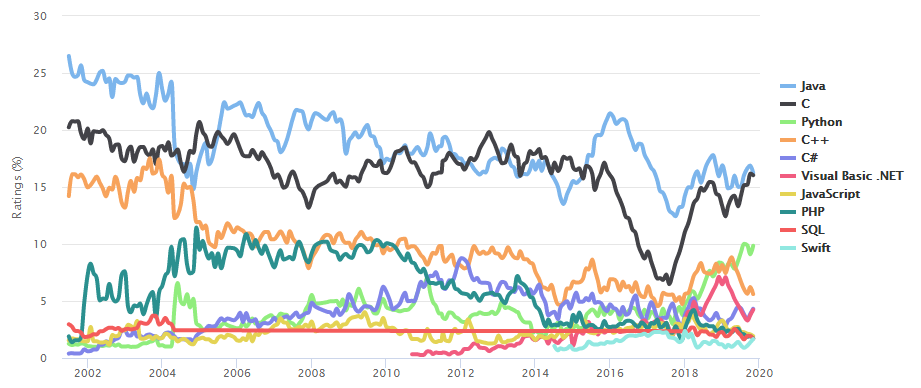 30
25
20
15
10
5
0
Ratings (%)
2002 2004 2006 2008 2010 2012 2014 2016 2018 2020
Java
C
Python
C++
C#
Visual Basic .NET
JavaScript
PHP
SQL
Swift